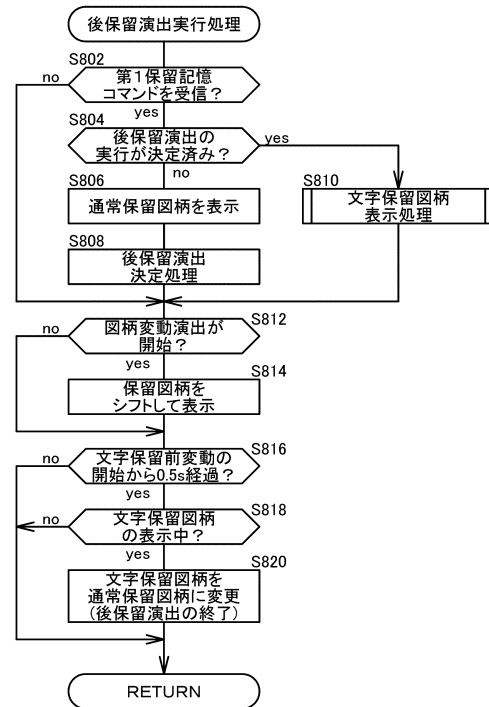 後保留演出実行処理
S802
no
第1保留記憶
コマンドを受信?
yes
S804
後保留演出の
実行が決定済み?
yes
no
S806
通常保留図柄を表示
S810
文字保留図柄
表示処理
S808
後保留演出
決定処理
S812
no
図柄変動演出が
開始?
yes
S814
保留図柄を
シフトして表示
S816
no
文字保留前変動の
開始から0.5s経過?
yes
S818
no
文字保留図柄
の表示中?
yes
S820
文字保留図柄を
通常保留図柄に変更
(後保留演出の終了)
RETURN